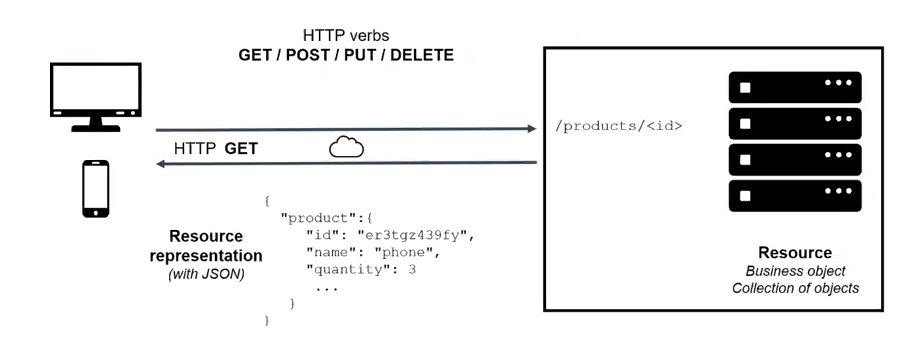 HTTP verbs
GET / POST / PUT / DELETE
/products/<id>
HTTP GET
{
"product":{
"id": "er3tgz439fy",
"name": "phone",
"quantity": 3
...
}
}
Resource
representation
(with JSON)
Resource
Business object
Collection of objects